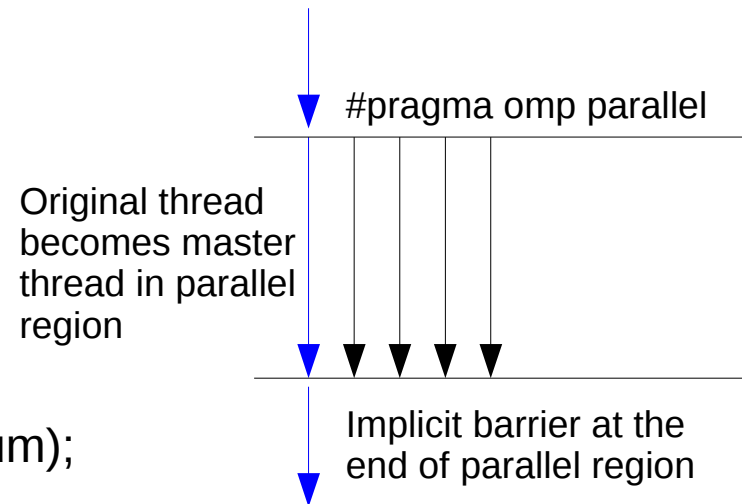 #pragma omp parallel
Original thread
becomes master
thread in parallel
region
Implicit barrier at the
end of parallel region
um);